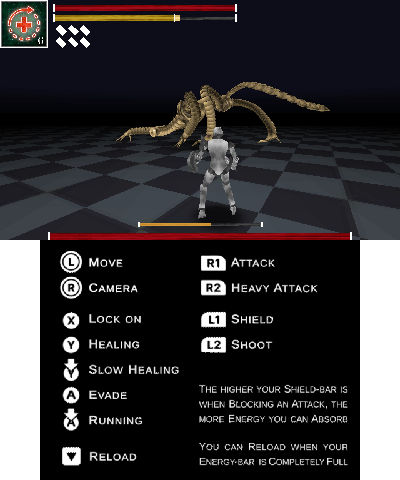 6
L MOVE
R CAMERA
X LOCK ON
Y HEALING
Y SLOW HEALING
A EVADE
A RUNNING
RELOAD
R1 ATTACK
R2 HEAVY ATTACK
L1 SHIELD
L2 SHOOT
THE HIGHER YOUR SHIELD-BAR IS
WHEN BLOCKING AN ATTACK, THE
MORE ENERGY YOU CAN ABSORB
YOU CAN RELOAD WHEN YOUR
ENERGY-BAR IS COMPLETELY FULL